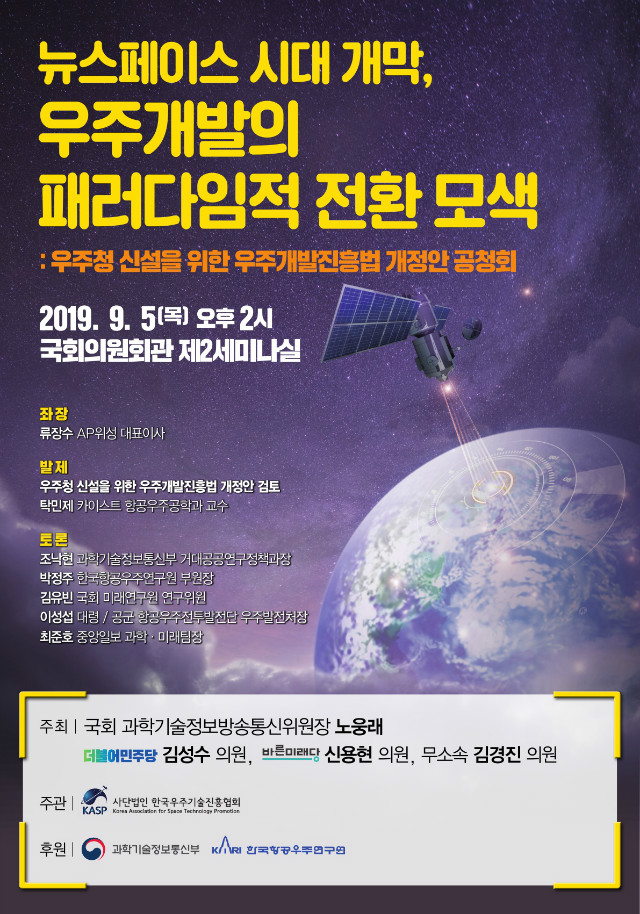 뉴스페이스 시대 개막,
우주개발의
패러다임적 전환 모색
: 우주청 신설을 위한 우주개발진흥법 개정안 공청회
2019. 9. 5(목) 오후 2시
국회의원회관 제2세미나실
좌장
류장수 AP위성 대표이사
발제
우주청 신설을 위한 우주개발진흥법 개정안 검토
탁민제 카이스트 항공우주공학과 교수
토론
조낙현 과학기술정보통신부 거대공공연구정책과장
박정주 한국항공우주연구원 부원장
김유빈 국회 미래연구원 연구위원
이성섭 대령 / 공군 항공우주전투발전단 우주발전처장
최준호 중앙일보 과학·미래팀장
주최 | 국회 과학기술정보방송통신위원장 노웅래
더불어민주당 김성수 의원, 바른미래당 신용현 의원, 무소속 김경진 의원
주관 | KASP 사단법인 한국우주기술진흥협회
Korea Association for Space Technology Promotion
후원 | 과학기술정보통신부 KARI 한국항공우주연구원